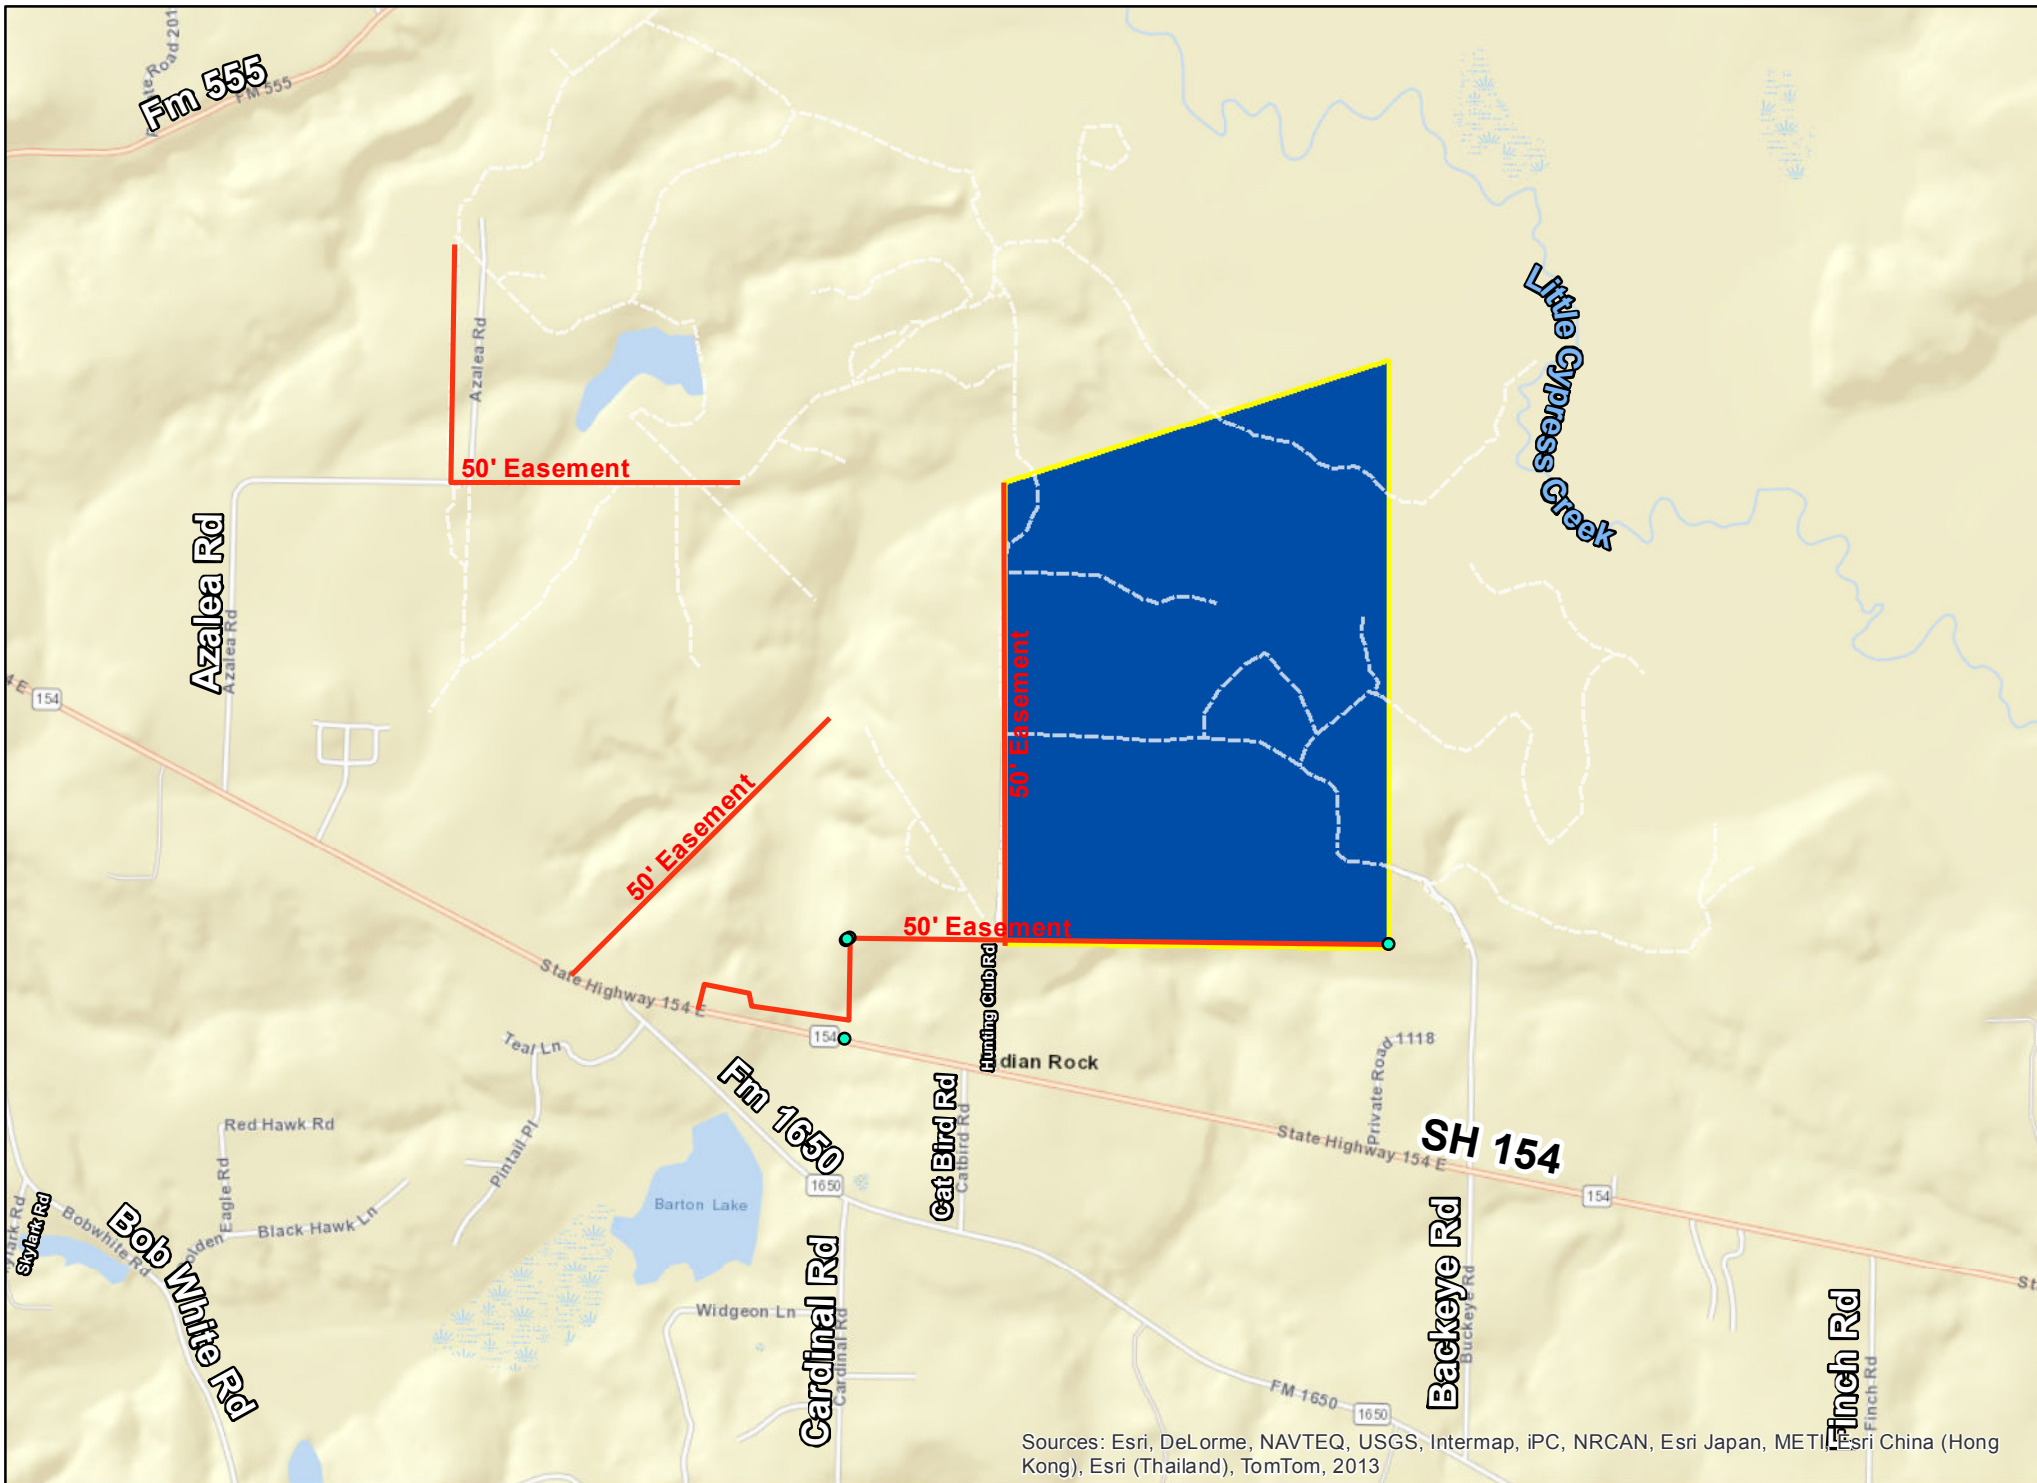 Fm 555
FM 555
Little Cypress Creek
Azalea Rd
50' Easement
Azalea Rd
Azalea Rd
154
50' Easement
50' Easement
50' Easement
State Highway 154 E
Hunting Club Rd
154
dian Rock
Teal Ln
Private Road 1118
Fm 1650
Cat Bird Rd
Catbird Rd
Red Hawk Rd
Pintail Pl
State Highway 154 E
SH 154
1650
154
Barton Lake
Skylark Rd
Bobwhite Rd
Eagle Rd
Black Hawk Ln
Bob White Rd
Widgeon Ln
Cardinal Rd
Cardinal Rd
Backeye Rd
Buckeye Rd
Finch Rd
Finch Rd
FM 1650
1650
Sources: Esri, DeLorme, NAVTEQ, USGS, Intermap, iPC, NRCAN, Esri Japan, METI, Esri China (Hong
Kong), Esri (Thailand), TomTom, 2013